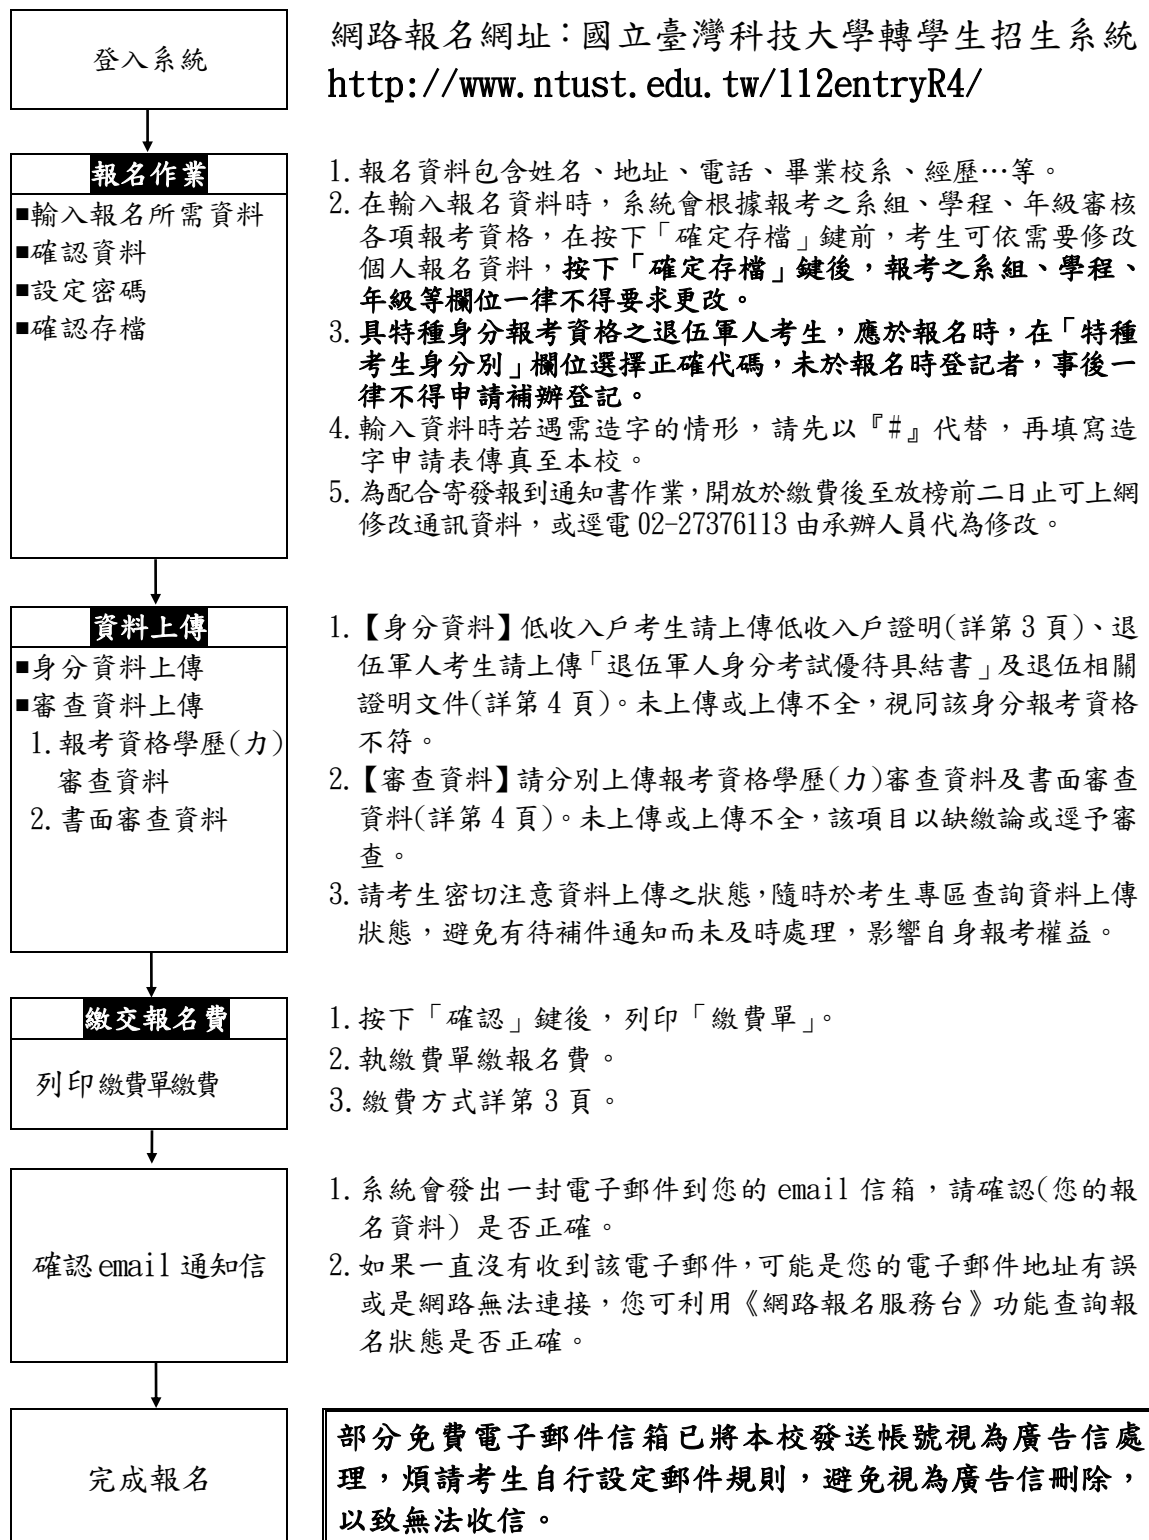 登入系統
網路報名網址：國立臺灣科技大學轉學生招生系統
http://www.ntust.edu.tw/112entryR4/
報名作業
■輸入報名所需資料
■確認資料
■設定密碼
■確認存檔
1.報名資料包含姓名、地址、電話、畢業校系、經歷…等。
2.在輸入報名資料時，系統會根據報考之系組、學程、年級審核
各項報考資格，在按下「確定存檔」鍵前，考生可依需要修改
個人報名資料，按下「確定存檔」鍵後，報考之系組、學程、
年級等欄位一律不得要求更改。
3.具特種身分報考資格之退伍軍人考生，應於報名時，在「特種
考生身分別」欄位選擇正確代碼，未於報名時登記者，事後一
律不得申請補辦登記。
4.輸入資料時若遇需造字的情形，請先以『#』代替，再填寫造
字申請表傳真至本校。
5.為配合寄發報到通知書作業，開放於繳費後至放榜前二日止可上網
修改通訊資料，或逕電 02-27376113 由承辦人員代為修改。
資料上傳
■身分資料上傳
■審查資料上傳
1.報考資格學歷(力)
審查資料
2.書面審查資料
1.【身分資料】低收入戶考生請上傳低收入戶證明(詳第 3 頁)、退
伍軍人考生請上傳「退伍軍人身分考試優待具結書」及退伍相關
證明文件(詳第 4 頁)。未上傳或上傳不全，視同該身分報考資格
不符。
2.【審查資料】請分別上傳報考資格學歷(力)審查資料及書面審查
資料(詳第 4 頁)。未上傳或上傳不全，該項目以缺繳論或逕予審
查。
3.請考生密切注意資料上傳之狀態，隨時於考生專區查詢資料上傳
狀態，避免有待補件通知而未及時處理，影響自身報考權益。
繳交報名費
列印繳費單繳費
1.按下「確認」鍵後，列印「繳費單」。
2.執繳費單繳報名費。
3.繳費方式詳第 3 頁。
確認 email 通知信
1.系統會發出一封電子郵件到您的 email 信箱，請確認(您的報
名資料) 是否正確。
2.如果一直沒有收到該電子郵件，可能是您的電子郵件地址有誤
或是網路無法連接，您可利用《網路報名服務台》功能查詢報
名狀態是否正確。
完成報名
部分免費電子郵件信箱已將本校發送帳號視為廣告信處
理，煩請考生自行設定郵件規則，避免視為廣告信刪除，
以致無法收信。